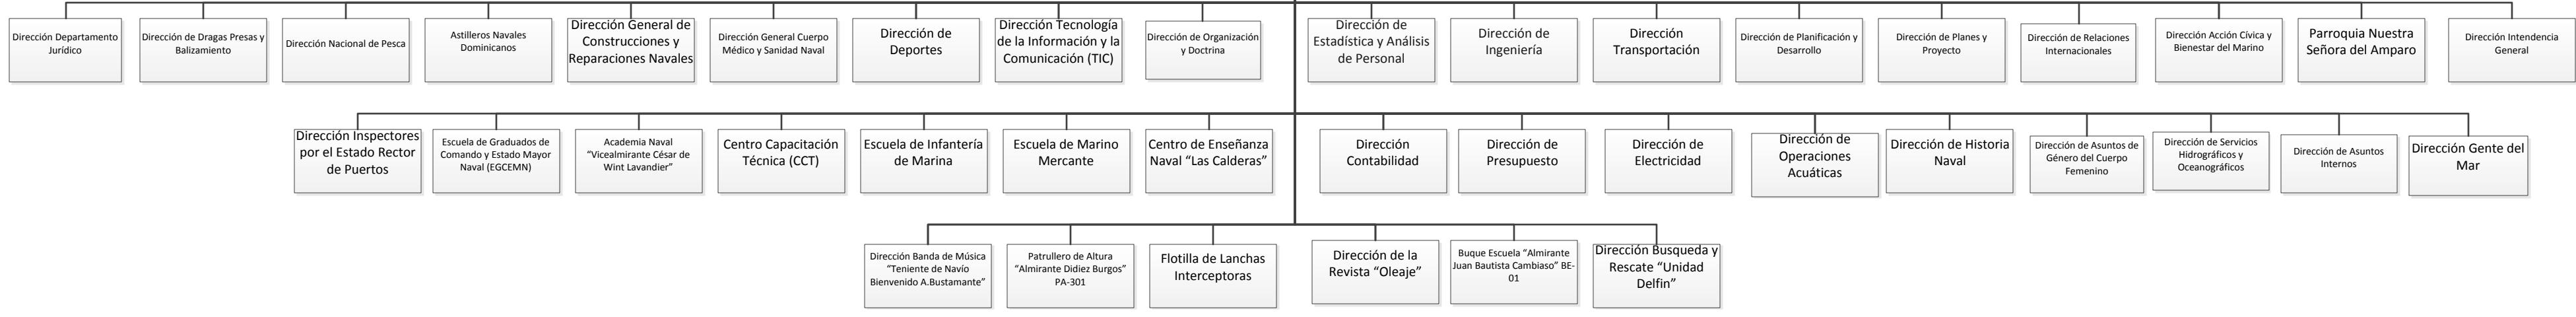 Dirección Departamento
Jurídico
Dirección de Dragas Presas y
Balizamiento
Dirección Nacional de Pesca
Astilleros Navales
Dominicanos
Dirección General de
Construcciones y
Reparaciones Navales
Dirección General Cuerpo
Médico y Sanidad Naval
Dirección de
Deportes
Dirección Tecnología
de la Información y la
Comunicación (TIC)
Dirección de Organización
y Doctrina
Dirección de
Estadística y Análisis
de Personal
Dirección de
Ingeniería
Dirección
Transportación
Dirección de Planificación y
Desarrollo
Dirección de Planes y
Proyecto
Dirección de Relaciones
Internacionales
Dirección Acción Cívica y
Bienestar del Marino
Parroquia Nuestra
Señora del Amparo
Dirección Intendencia
General
Dirección Inspectores
por el Estado Rector
de Puertos
Escuela de Graduados de
Comando y Estado Mayor
Naval (EGCEMN)
Academia Naval
“Vicealmirante César de
Wint Lavandier”
Centro Capacitación
Técnica (CCT)
Escuela de Infantería
de Marina
Escuela de Marino
Mercante
Centro de Enseñanza
Naval “Las Calderas”
Dirección
Contabilidad
Dirección de
Presupuesto
Dirección de
Electricidad
Dirección de
Operaciones
Acuáticas
Dirección de Historia
Naval
Dirección de Asuntos de
Género del Cuerpo
Femenino
Dirección de Servicios
Hidrográficos y
Oceanográficos
Dirección de Asuntos
Internos
Dirección Gente del
Mar
Dirección Banda de Música
“Teniente de Navío
Bienvenido A.Bustamante”
Patrullero de Altura
“Almirante Didiez Burgos”
PA-301
Flotilla de Lanchas
Interceptoras
Dirección de la
Revista “Oleaje”
Buque Escuela “Almirante
Juan Bautista Cambiaso” BE-
01
Dirección Busqueda y
Rescate “Unidad
Delfin”